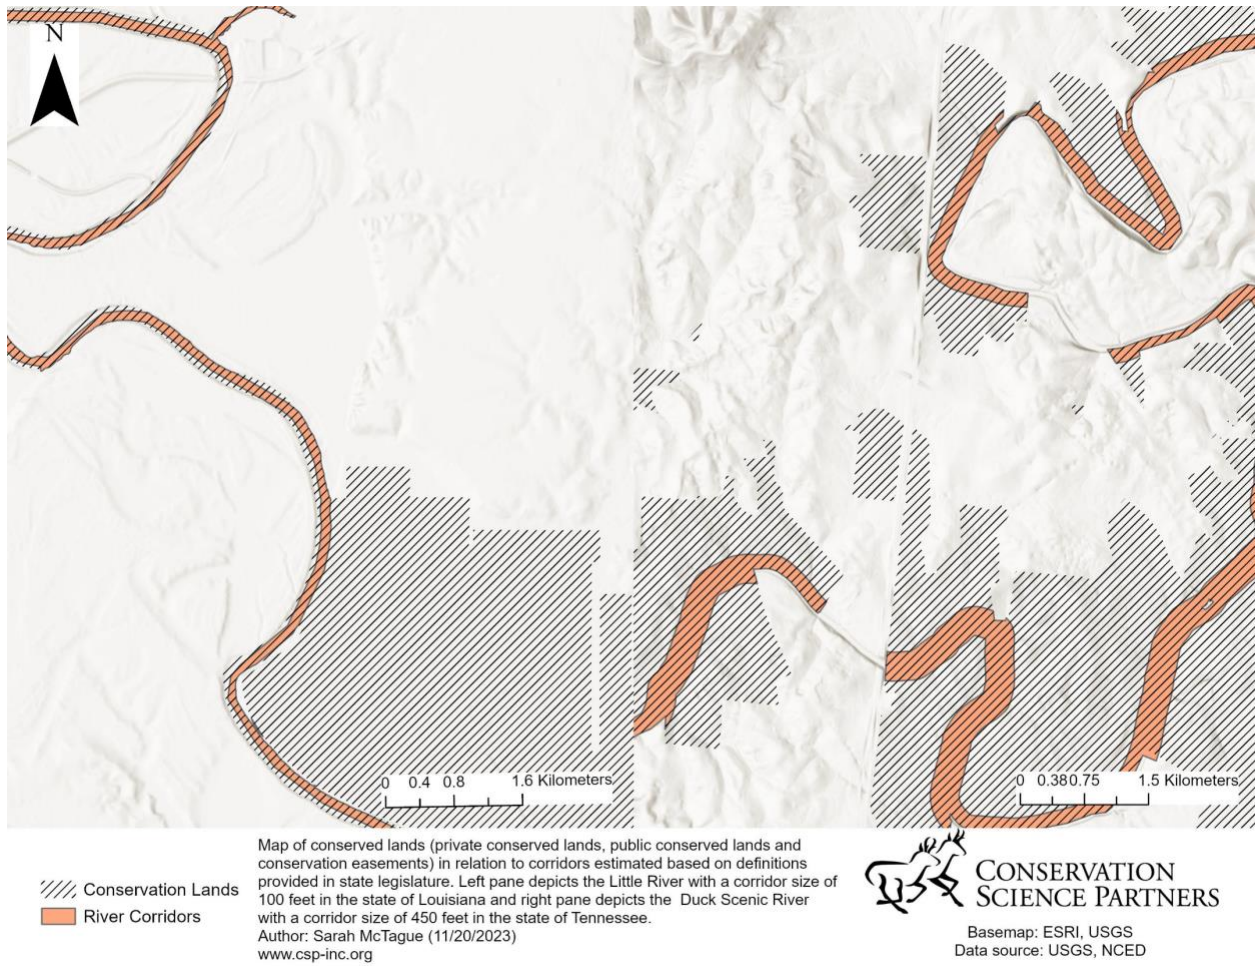 N
0 0.4 0.8 1.6 Kilometers
0 0.38 0.75 1.5 Kilometers
Conservation Lands
River Corridors
Map of conserved lands (private conserved lands, public conserved lands and
conservation easements) in relation to corridors estimated based on definitions
provided in state legislature. Left pane depicts the Little River with a corridor size of
100 feet in the state of Louisiana and right pane depicts the Duck Scenic River
with a corridor size of 450 feet in the state of Tennessee.
Author: Sarah McTague (11/20/2023)
www.csp-inc.org
CONSERVATION
SCIENCE PARTNERS
Basemap: ESRI, USGS
Data source: USGS, NCED